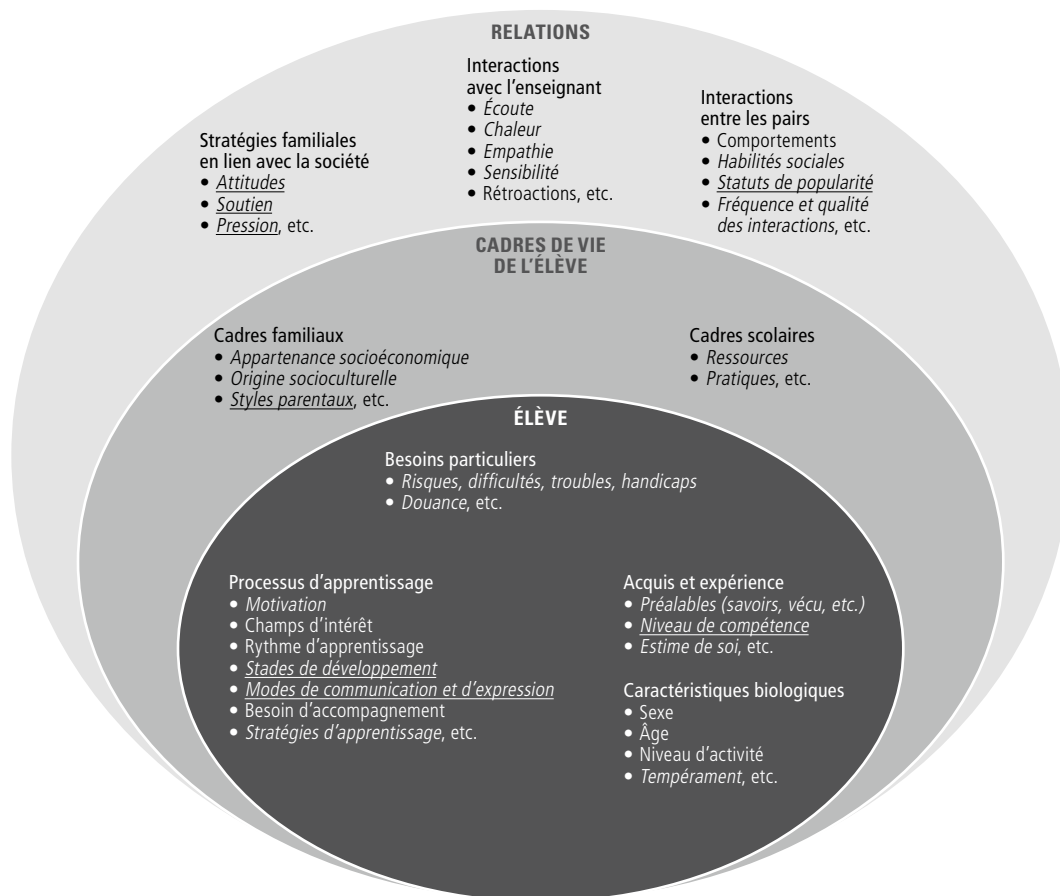 RELATIONS
Stratégies familiales
en lien avec la société
• Attitudes
• Soutien
• Pression, etc.
Interactions
avec l'enseignant
• Écoute
• Chaleur
• Empathie
• Sensibilité
• Rétroactions, etc.
Interactions
entre les pairs
• Comportements
• Habilités sociales
• Statuts de popularité
• Fréquence et qualité
des interactions, etc.
CADRES DE VIE
DE L'ÉLÈVE
Cadres familiaux
• Appartenance socioéconomique
• Origine socioculturelle
• Styles parentaux, etc.
Cadres scolaires
• Ressources
• Pratiques, etc.
ÉLÈVE
Besoins particuliers
• Risques, difficultés, troubles, handicaps
• Douance, etc.
Processus d'apprentissage
• Motivation
• Champs d'intérêt
• Rythme d'apprentissage
• Stades de développement
• Modes de communication et d'expression
• Besoin d'accompagnement
• Stratégies d'apprentissage, etc.
Acquis et expérience
• Préalables (savoirs, vécu, etc.)
• Niveau de compétence
• Estime de soi, etc.
Caractéristiques biologiques
• Sexe
• Âge
• Niveau d'activité
• Tempérament, etc.